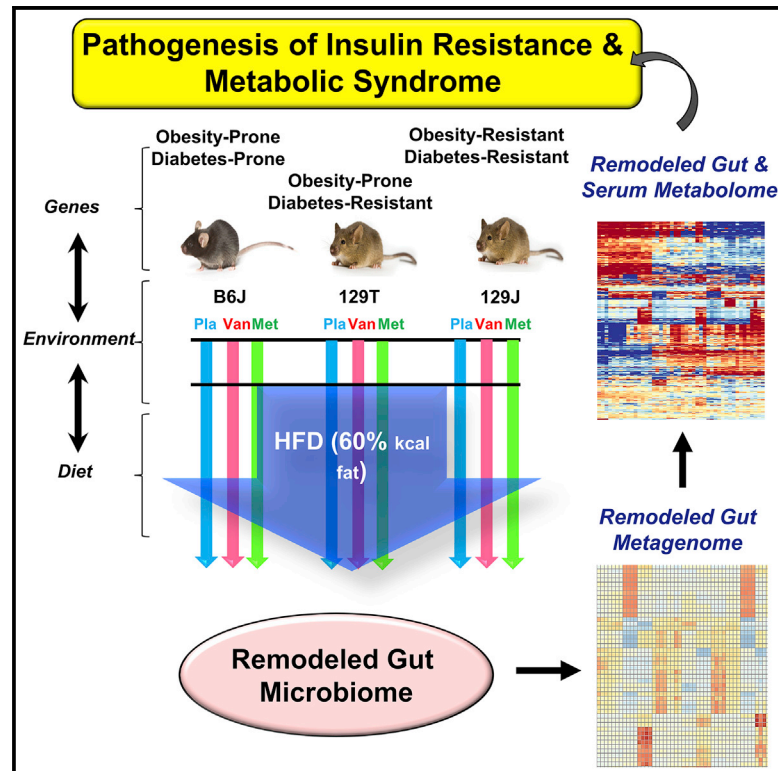 Pathogenesis of Insulin Resistance &
Metabolic Syndrome
Obesity-Prone
Diabetes-Prone
Obesity-Prone
Diabetes-Resistant
Obesity-Resistant
Diabetes-Resistant
Genes
B6J
129T
129J
Environment
Pla Van Met
Pla Van Met
Pla Van Met
Diet
HFD (60% kcal
fat)
Remodeled Gut
Microbiome
Remodeled Gut
Metagenome
Remodeled Gut &
Serum Metabolome